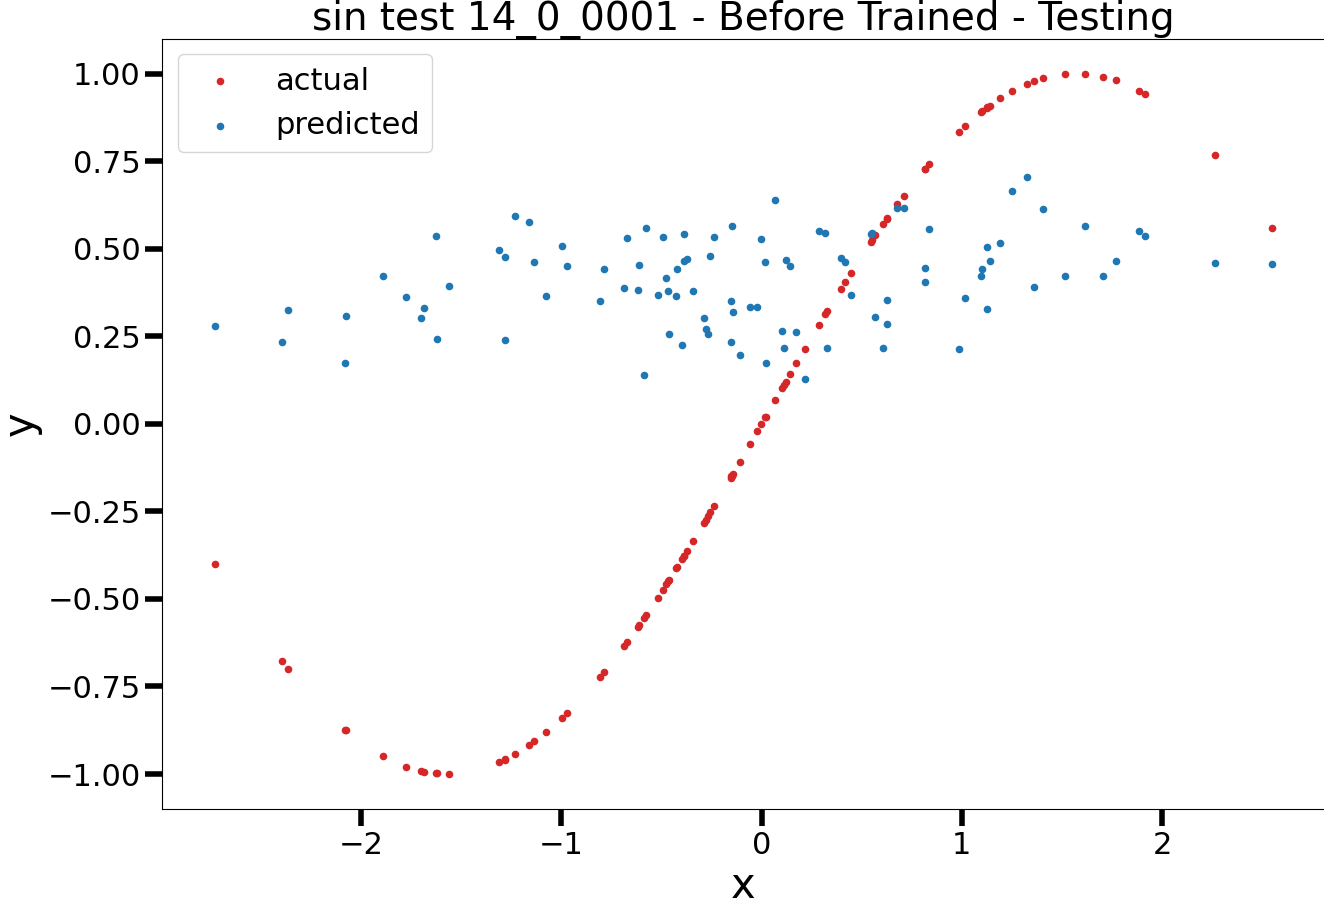 sin test 14_0_0001 - Before Trained - Testing
actual
predicted
1.00
0.75
0.50
0.25
0.00
−0.25
−0.50
−0.75
−1.00
y
−2 −1 0 1 2
x